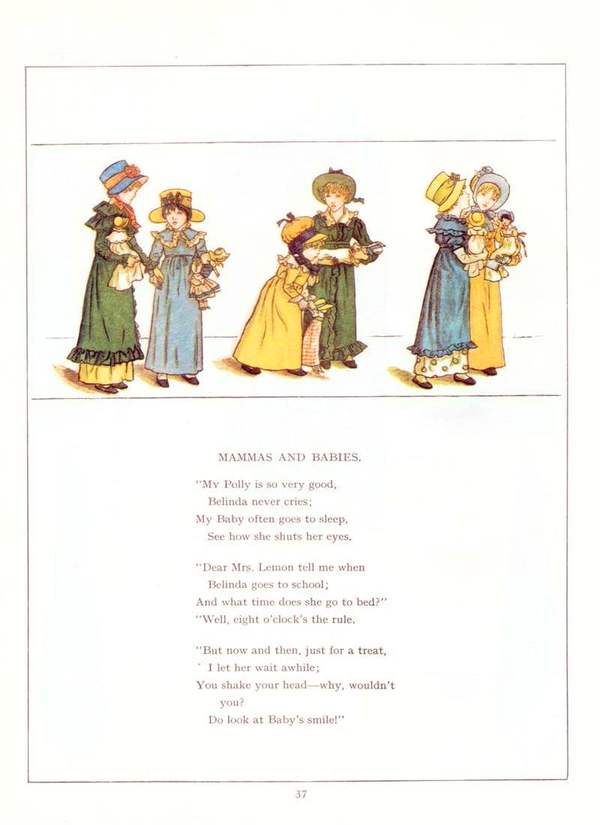 MAMMAS AND BABIES.
"My Polly is so very good,
Belinda never cries;
My Baby often goes to sleep,
See how she shuts her eyes.
"Dear Mrs. Lemon tell me when
Belinda goes to school;
And what time does she go to bed?"
"Well, eight o'clock's the rule.
"But now and then, just for a treat,
I let her wait awhile;
You shake your head—why, wouldn't
you?
Do look at Baby's smile!"
37